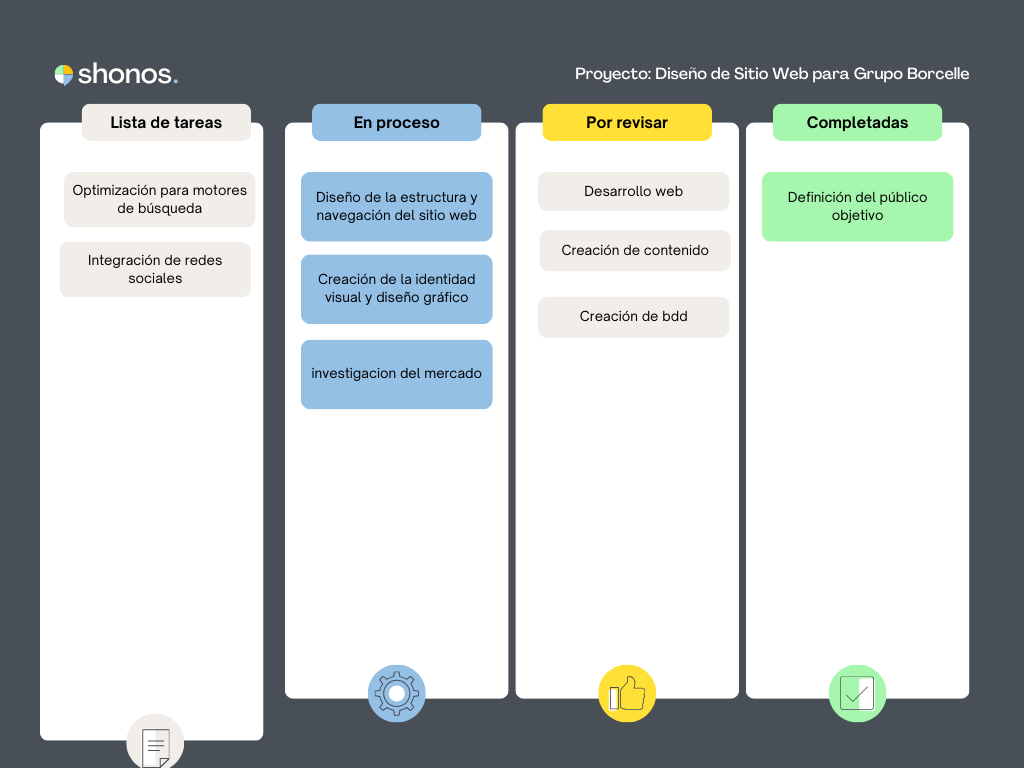 shonos.
Proyecto: Diseño de Sitio Web para Grupo Borcelle
Lista de tareas
Optimización para motores
de búsqueda
Integración de redes
sociales
En proceso
Diseño de la estructura y
navegación del sitio web
Creación de la identidad
visual y diseño gráfico
investigacion del mercado
Por revisar
Desarrollo web
Creación de contenido
Creación de bdd
Completadas
Definición del público
objetivo